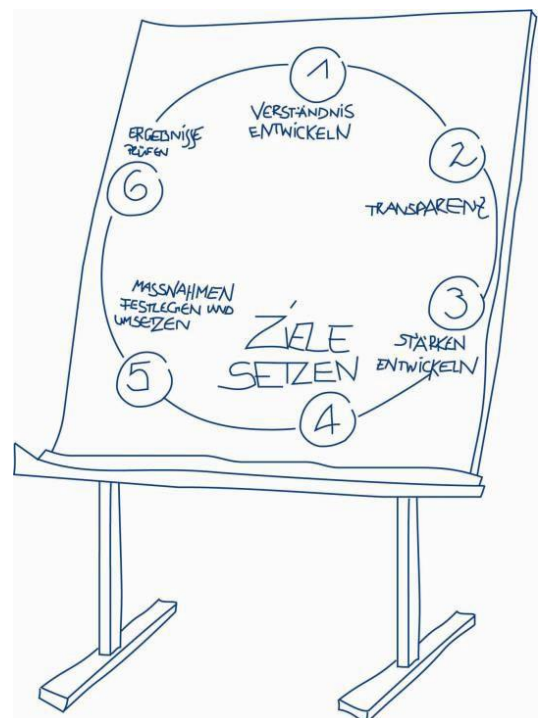 1
VERSTÄNDNIS
ENTWICKELN
2
TRANSPARENZ
3
STÄRKEN
ENTWICKELN
4
ZIELE
SETZEN
5
MASSNAHMEN
FESTLEGEN UND
UMSETZEN
6
ERGEBNISSE
PRÜFEN